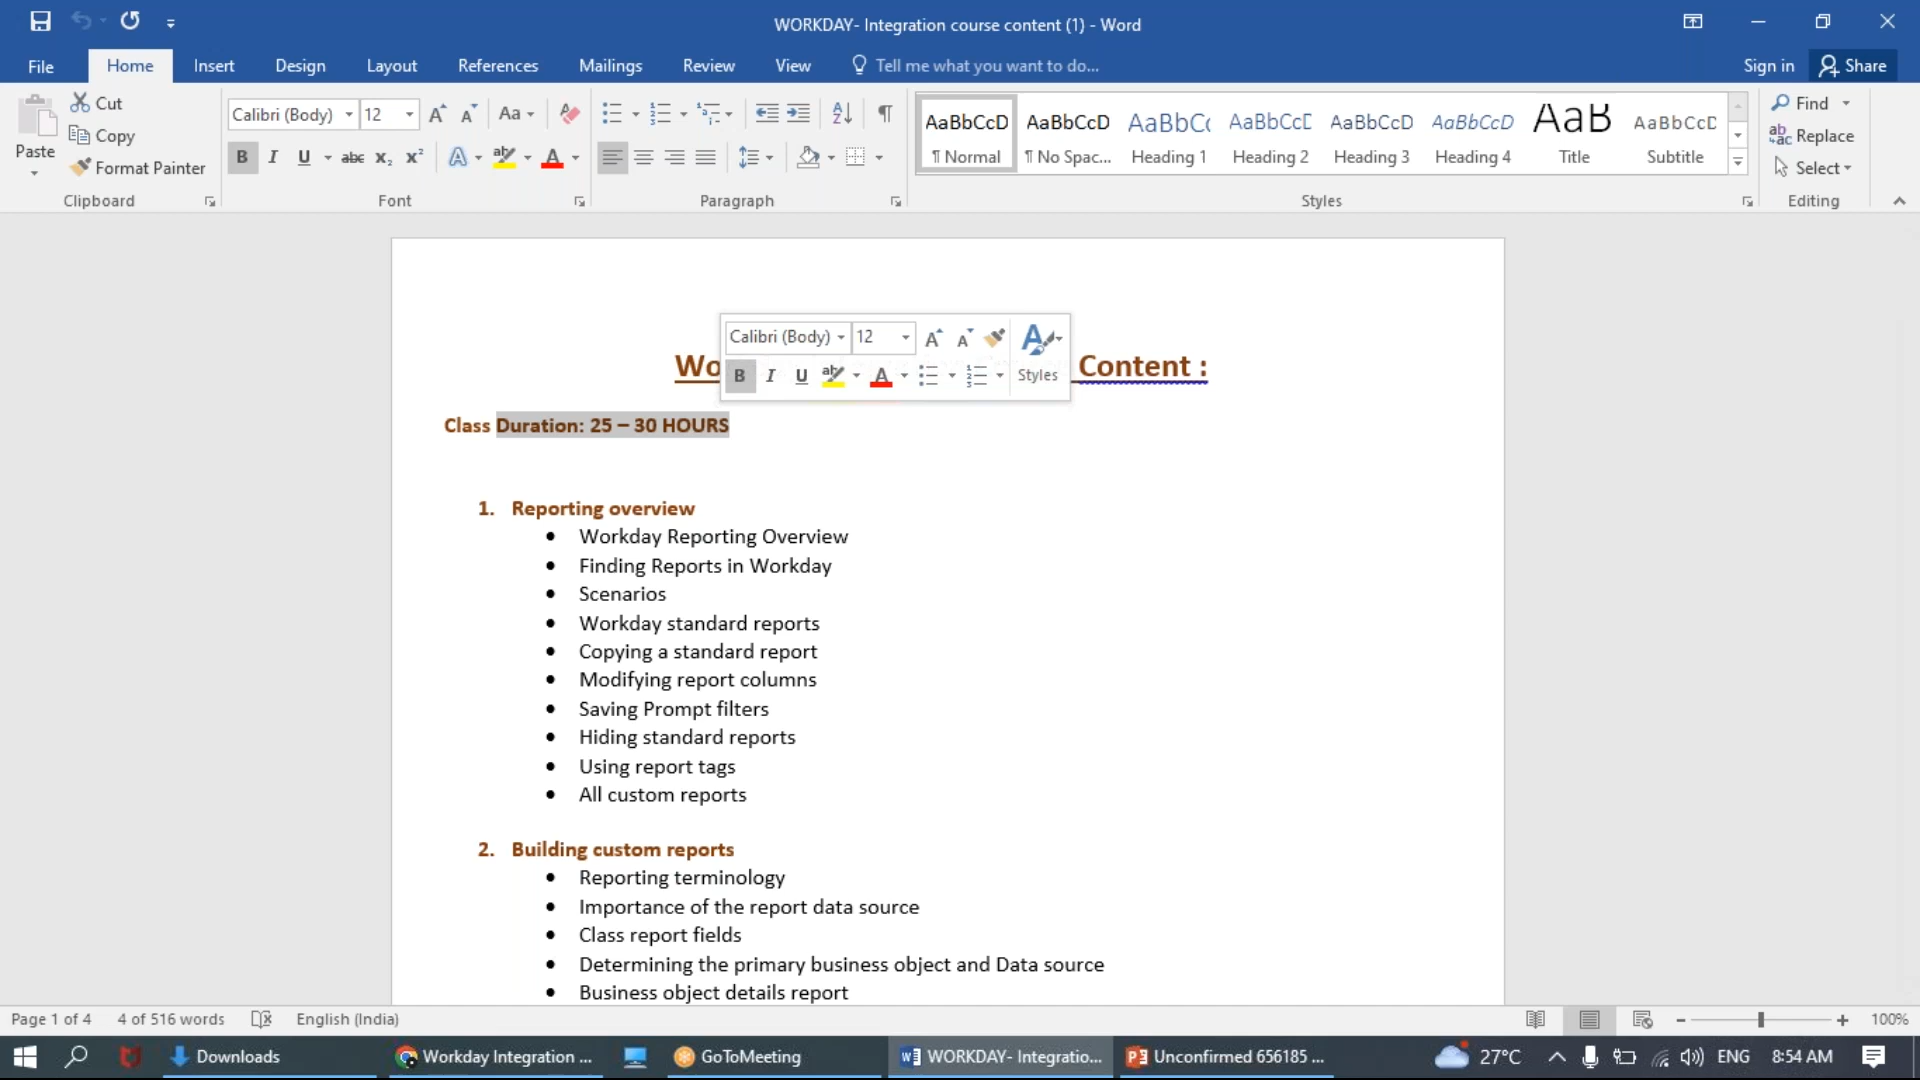 WORKDAY- Integration course content (1) - Word
File Home Insert Design Layout References Mailings Review View Tell me what you want to do... Sign in Share
Paste
Cut
Copy
Format Painter
Clipboard
Calibri (Body) 12 Aa
B I U abc X₂ X² A aby A
Font
Paragraph
AaBbCcD AaBbCcD AaBbC AaBbCcC AaBbCcD AaBbCcD AaB AaBbCcD
¶ Normal ¶ No Spac... Heading 1 Heading 2 Heading 3 Heading 4 Title Subtitle
Styles
Find
Replace
Select
Editing
Calibri (Body) 12
B I U aby A Styles
Wo Content :
Class Duration: 25 – 30 HOURS
1. Reporting overview
• Workday Reporting Overview
• Finding Reports in Workday
• Scenarios
• Workday standard reports
• Copying a standard report
• Modifying report columns
• Saving Prompt filters
• Hiding standard reports
• Using report tags
• All custom reports
2. Building custom reports
• Reporting terminology
• Importance of the report data source
• Class report fields
• Determining the primary business object and Data source
• Business object details report
Page 1 of 4 4 of 516 words English (India) 100%
Downloads Workday Integration ... GoToMeeting WORKDAY- Integratio... Unconfirmed 656185 ... 27°C ENG 8:54 AM